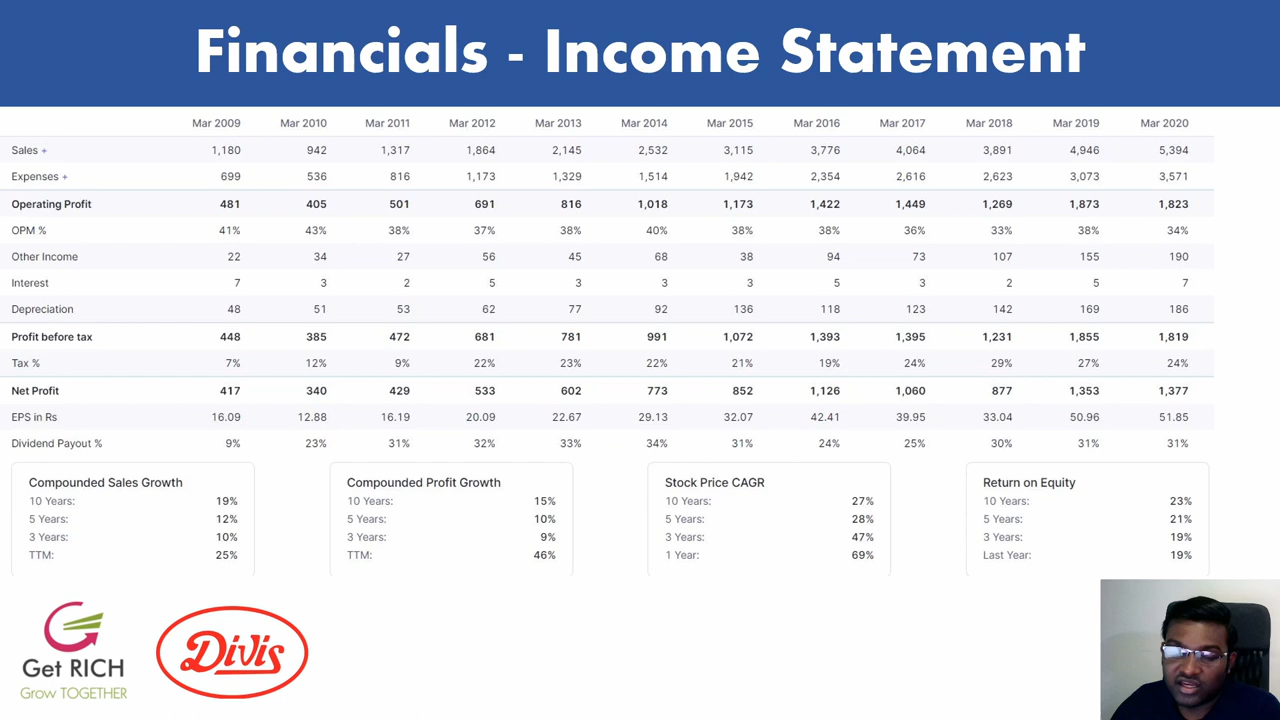 Financials - Income Statement
Mar 2009 Mar 2010 Mar 2011 Mar 2012 Mar 2013 Mar 2014 Mar 2015 Mar 2016 Mar 2017 Mar 2018 Mar 2019 Mar 2020
Sales + 1,180 942 1,317 1,864 2,145 2,532 3,115 3,776 4,064 3,891 4,946 5,394
Expenses + 699 536 816 1,173 1,329 1,514 1,942 2,354 2,616 2,623 3,073 3,571
Operating Profit 481 405 501 691 816 1,018 1,173 1,422 1,449 1,269 1,873 1,823
OPM % 41% 43% 38% 37% 38% 40% 38% 38% 36% 33% 38% 34%
Other Income 22 34 27 56 45 68 38 94 73 107 155 190
Interest 7 3 2 5 3 3 3 5 3 2 5 7
Depreciation 48 51 53 62 77 92 136 118 123 142 169 186
Profit before tax 448 385 472 681 781 991 1,072 1,393 1,395 1,231 1,855 1,819
Tax % 7% 12% 9% 22% 23% 22% 21% 19% 24% 29% 27% 24%
Net Profit 417 340 429 533 602 773 852 1,126 1,060 877 1,353 1,377
EPS in Rs 16.09 12.88 16.19 20.09 22.67 29.13 32.07 42.41 39.95 33.04 50.96 51.85
Dividend Payout % 9% 23% 31% 32% 33% 34% 31% 24% 25% 30% 31% 31%
Compounded Sales Growth
10 Years: 19%
5 Years: 12%
3 Years: 10%
TTM: 25%
Compounded Profit Growth
10 Years: 15%
5 Years: 10%
3 Years: 9%
TTM: 46%
Stock Price CAGR
10 Years: 27%
5 Years: 28%
3 Years: 47%
1 Year: 69%
Return on Equity
10 Years: 23%
5 Years: 21%
3 Years: 19%
Last Year: 19%
Get RICH
Grow TOGETHER
Divis